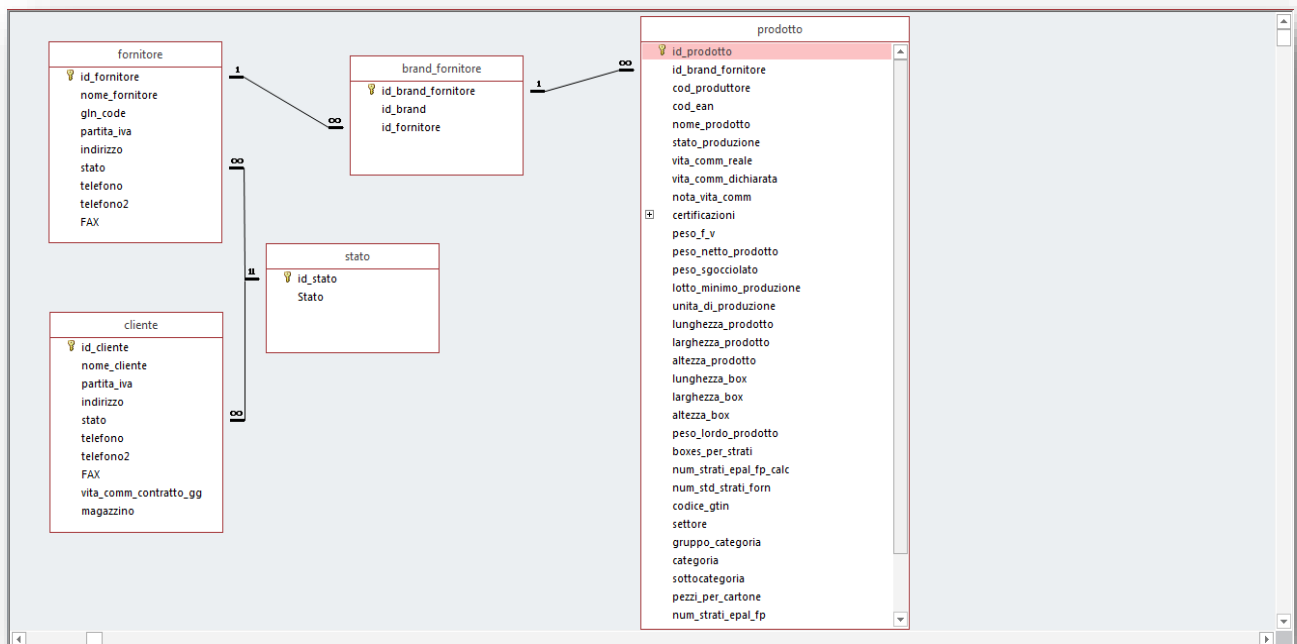 fornitore
id_fornitore
nome_fornitore
gln_code
partita_iva
indirizzo
stato
telefono
telefono2
FAX
1
∞
∞
brand_fornitore
id_brand_fornitore
id_brand
id_fornitore
1
∞
stato
id_stato
Stato
11
cliente
id_cliente
nome_cliente
partita_iva
indirizzo
stato
telefono
telefono2
FAX
vita_comm_contratto_gg
magazzino
∞
prodotto
id_prodotto
id_brand_fornitore
cod_produttore
cod_ean
nome_prodotto
stato_produzione
vita_comm_reale
vita_comm_dichiarata
nota_vita_comm
certificazioni
peso_f_v
peso_netto_prodotto
peso_sgocciolato
lotto_minimo_produzione
unita_di_produzione
lunghezza_prodotto
larghezza_prodotto
altezza_prodotto
lunghezza_box
larghezza_box
altezza_box
peso_lordo_prodotto
boxes_per_strati
num_strati_epal_fp_calc
num_std_strati_forn
codice_gtin
settore
gruppo_categoria
categoria
sottocategoria
pezzi_per_cartone
num_strati_epal_fp